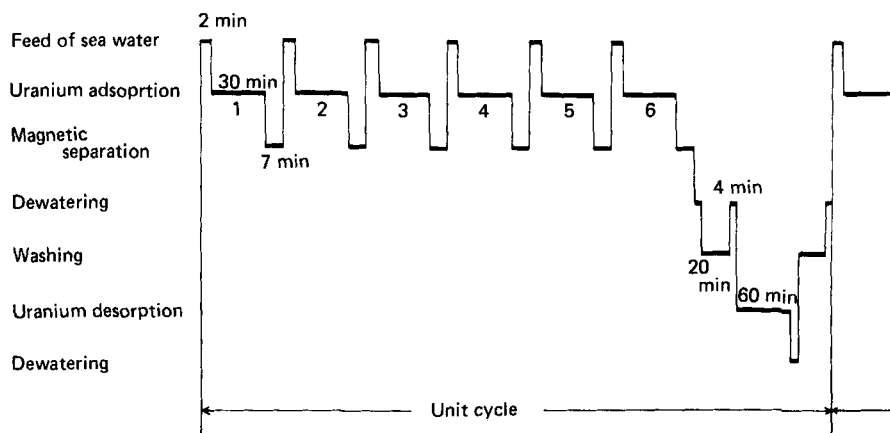 2 min
Feed of sea water
Uranium adsoprtion
30 min
1
2
3
4
5
6
Magnetic
separation
7 min
4 min
Dewatering
Washing
20
min
60 min
Uranium desorption
Dewatering
Unit cycle